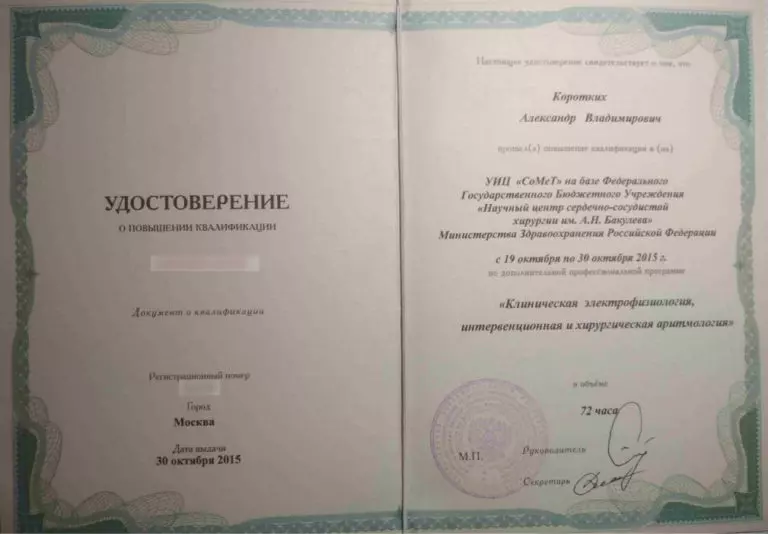 УДОСТОВЕРЕНИЕ
О ПОВЫШЕНИИ КВАЛИФИКАЦИИ
Документ о квалификации
Регистрационный номер
Город
Москва
Дата выдачи
30 октября 2015
Настоящее удостоверение свидетельствует о том, что
Коротких
Александр Владимирович
прошел(а) повышение квалификации в (на)
УИЦ «СоМеТ» на базе Федерального
Государственного Бюджетного Учреждения
«Научный центр сердечно-сосудистой
хирургии им. А.Н. Бакулева»
Министерства Здравоохранения Российской Федерации
с 19 октября по 30 октября 2015 г.
по дополнительной профессиональной программе
«Клиническая электрофизиология,
интервенционная и хирургическая аритмология»
в объёме
72 часа
М.П.
Руководитель
Секретарь